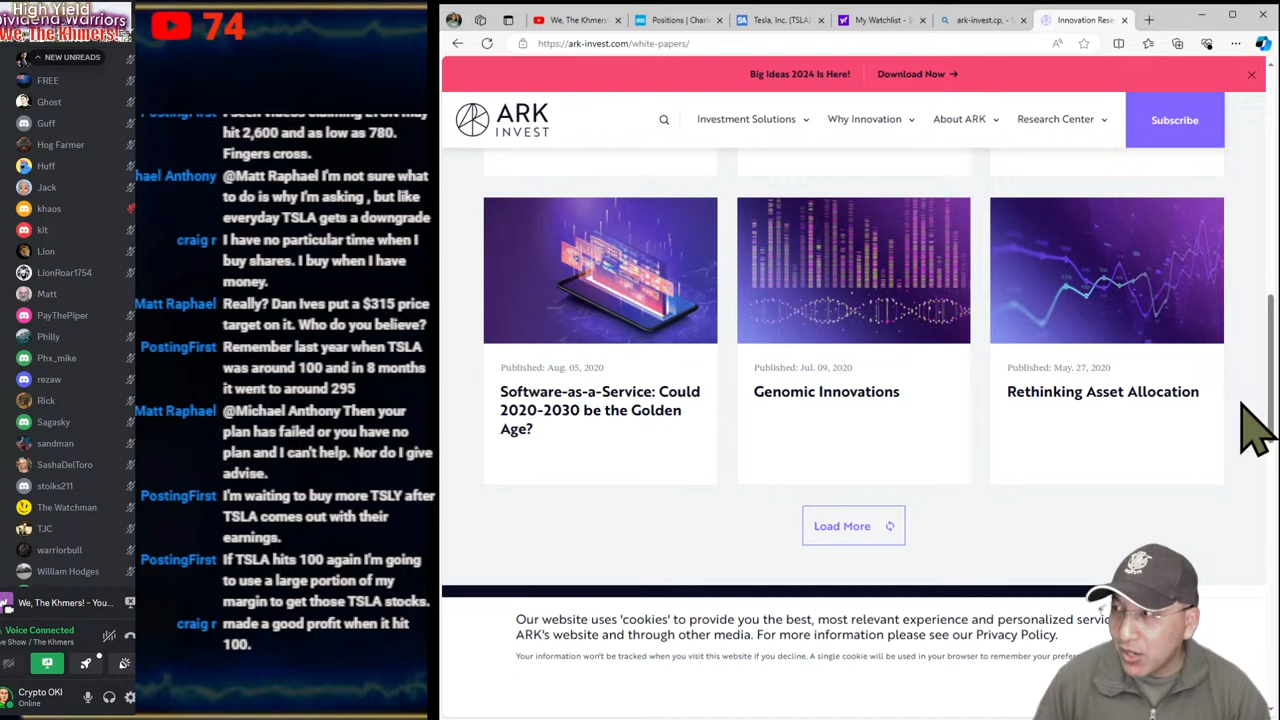 High Yield
Dividend Warriors
We, The Khmers
NEW UNREADS
FREE
Ghost
Guff
Hog Farmer
Huff
Jack
khaos
kit
Lion
LionRoar1754
Matt
PayThePiper
Philly
Phx_mike
rezaw
Rick
Sagasky
sandman
SashaDelToro
stoiks211
The Watchman
TJC
warriorbull
William Hodges
We, The Khmers! - You...
Voice Connected
ve Show / The Khmers
Crypto OKI
Online
74
PostingFirst
hit 2,600 and as low as 780.
Fingers cross.
hael Anthony @Matt Raphael I'm not sure what
to do is why I'm asking , but like
everyday TSLA gets a downgrade
craig r I have no particular time when I
buy shares. I buy when I have
money.
Matt Raphael Really? Dan Ives put a $315 price
target on it. Who do you believe?
PostingFirst Remember last year when TSLA
was around 100 and in 8 months
it went to around 295
Matt Raphael @Michael Anthony Then your
plan has failed or you have no
plan and I can't help. Nor do I give
advise.
PostingFirst I'm waiting to buy more TSLY after
TSLA comes out with their
earnings.
PostingFirst If TSLA hits 100 again I'm going
to use a large portion of my
margin to get those TSLA stocks.
craig r made a good profit when it hit
100.
We, The Khmers!
Positions | Char
Tesla, Inc. (TSLA)
My Watchlist - S
ark-invest.cp, - S
Innovation Rese
https://ark-invest.com/white-papers/
Big Ideas 2024 Is Here! Download Now →
ARK
INVEST
Investment Solutions
Why Innovation
About ARK
Research Center
Subscribe
Published: Aug. 05, 2020
Software-as-a-Service: Could
2020-2030 be the Golden
Age?
Published: Jul. 09, 2020
Genomic Innovations
Published: May. 27, 2020
Rethinking Asset Allocation
Load More
Our website uses 'cookies' to provide you the best, most relevant experience and personalized servic
ARK's website and through other media. For more information please see our Privacy Policy.
Your information won't be tracked when you visit this website if you decline. A single cookie will be used in your browser to remember your prefe